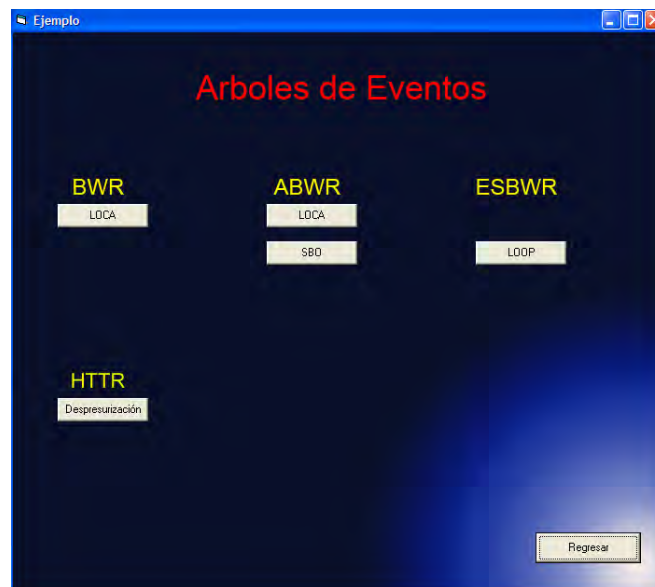 Ejemplo
Arboles de Eventos
BWR ABWR ESBWR
LOCA LOCA
SBO LOOP
HTTR
Despresurización
Regresar